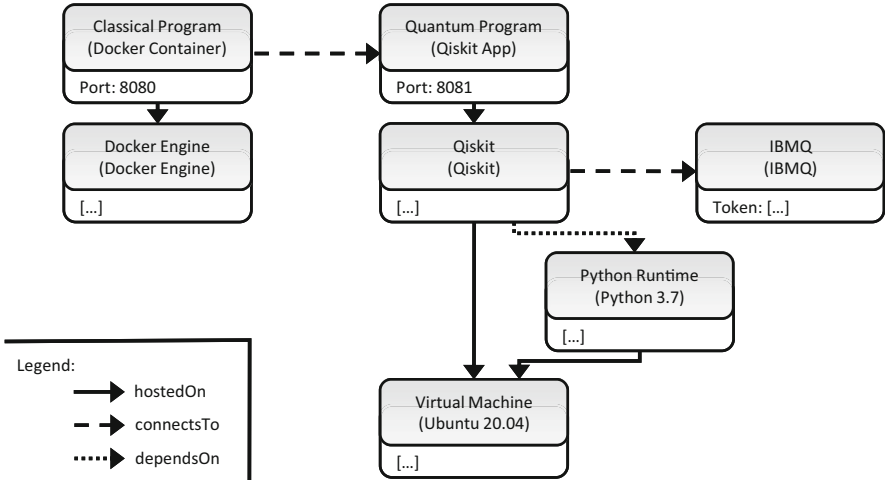 Classical Program
(Docker Container)
Port: 8080
Quantum Program
(Qiskit App)
Port: 8081
Docker Engine
(Docker Engine)
[...]
Qiskit
(Qiskit)
[...]
IBMQ
(IBMQ)
Token: [...]
Python Runtime
(Python 3.7)
[...]
Virtual Machine
(Ubuntu 20.04)
[...]
Legend:
hostedOn
connectsTo
dependsOn